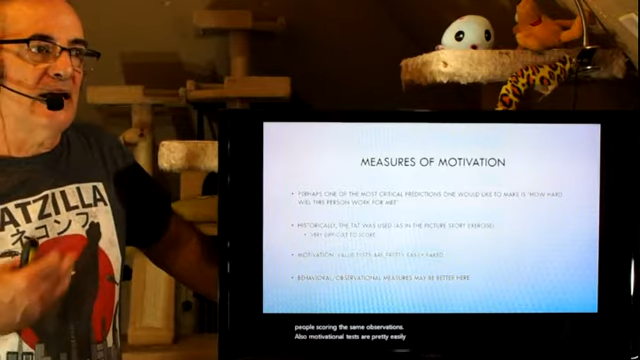 MEASURES OF MOTIVATION
• PERHAPS ONE OF THE MOST CRITICAL PREDICTIONS ONE WOULD LIKE TO MAKE IS "HOW HARD
WILL THIS PERSON WORK FOR ME?"
• HISTORICALLY, THE TAT WAS USED (AS IN THE PICTURE STORY EXERCISE)
• VERY DIFFICULT TO SCORE
• MOTIVATION VALUE TESTS ARE PRETTY EASILY FAKED
• BEHAVIORAL, OBSERVATIONAL MEASURES MAY BE BETTER HERE
ATZILLA
ネコンプ
people scoring the same observations.
Also motivational tests are pretty easily